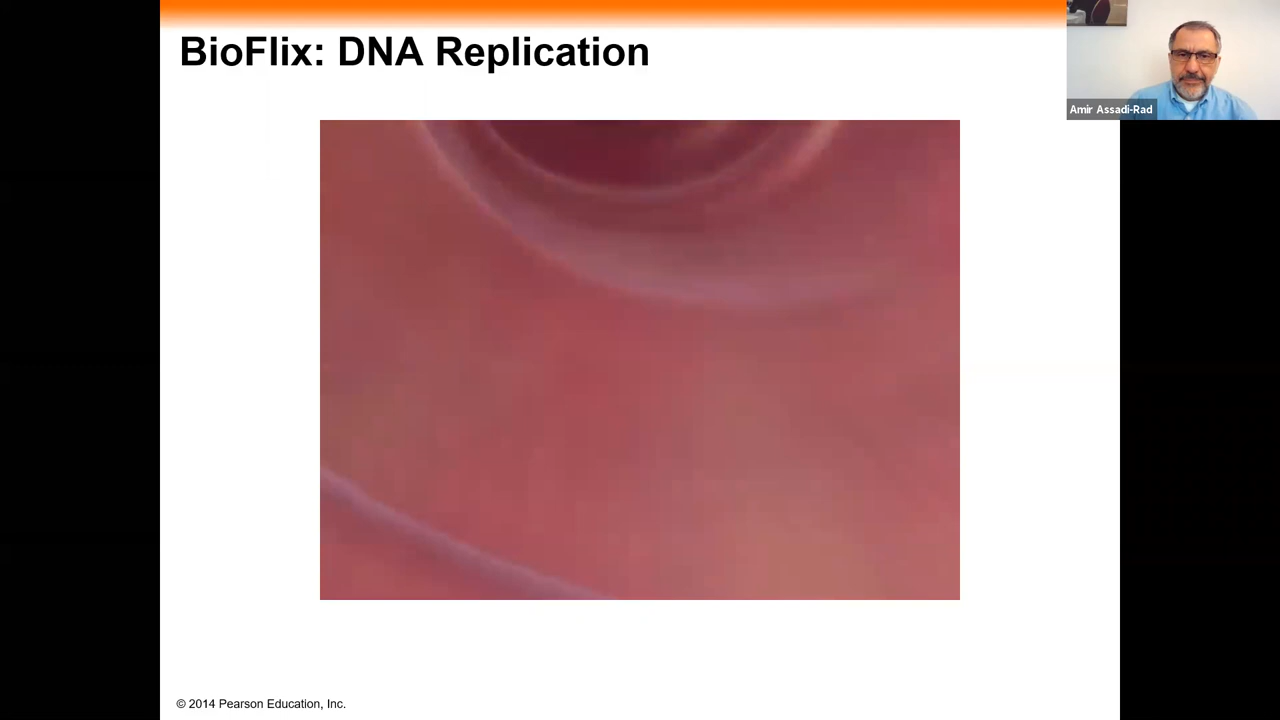 BioFlix: DNA Replication
Amir Assadi-Rad
© 2014 Pearson Education, Inc.